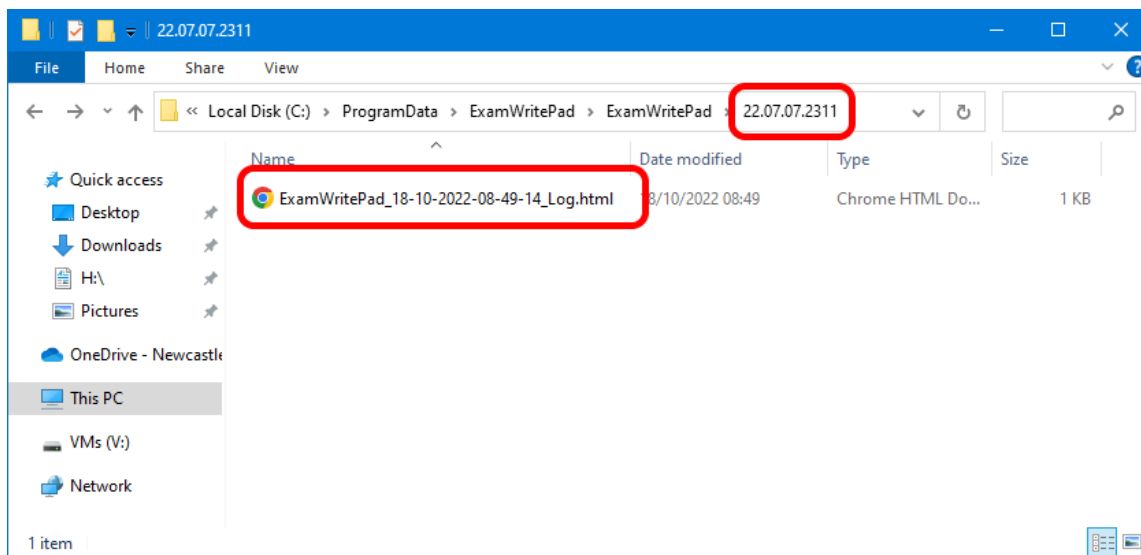 22.07.07.2311
File Home Share View
« Local Disk (C:) › ProgramData › ExamWritePad › ExamWritePad › 22.07.07.2311
Name Date modified Type Size
Quick access
ExamWritePad_18-10-2022-08-49-14_Log.html 18/10/2022 08:49 Chrome HTML Do... 1 KB
Desktop
Downloads
H:\
Pictures
OneDrive - Newcastle
This PC
VMs (V:)
Network
1 item